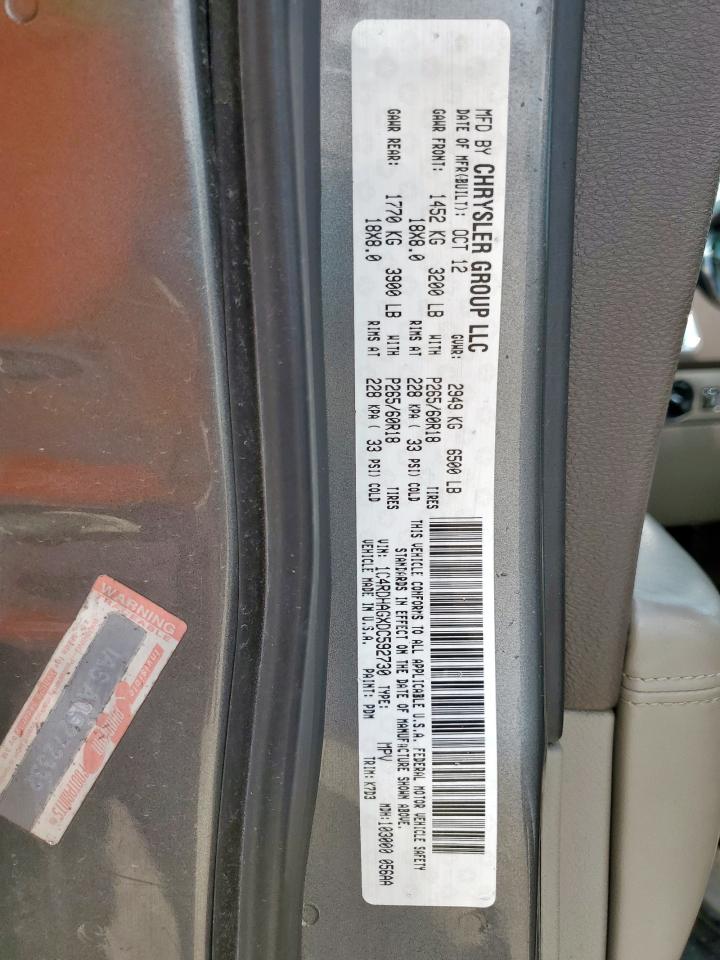 MFD BY CHRYSLER GROUP LLC
DATE OF MFR(BUILT): OCT 12 GVWR: 2949 KG 6500 LB
GAWR FRONT: 1452 KG 3200 LB WITH P265/60R18 TIRES
18X8.0 RIMS AT 228 KPA ( 33 PSI) COLD
GAWR REAR: 1770 KG 3900 LB WITH P265/60R18 TIRES
18X8.0 RIMS AT 228 KPA ( 33 PSI) COLD
THIS VEHICLE CONFORMS TO ALL APPLICABLE U.S.A. FEDERAL MOTOR VEHICLE SAFETY
STANDARDS IN EFFECT ON THE DATE OF MANUFACTURE SHOWN ABOVE.
VIN: 1C4RDHAGXDC592730 TYPE: MPV MDH:103000 056AA
VEHICLE MADE IN U.S.A. PAINT: PDM TRIM:K7D3
WARNING